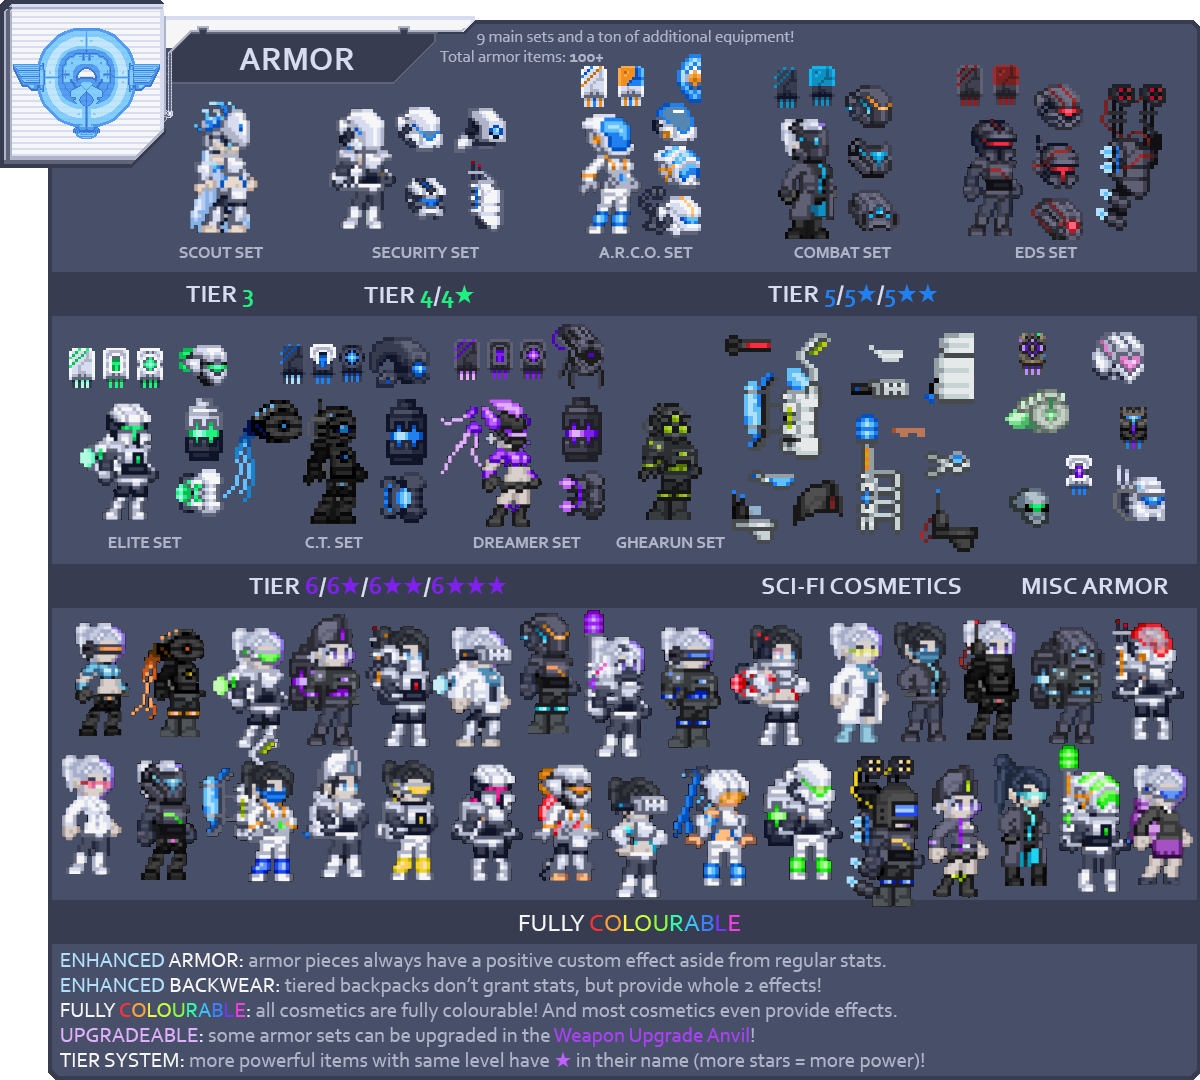 ARMOR
9 main sets and a ton of additional equipment!
Total armor items: 100+
SCOUT SET
SECURITY SET
A.R.C.O. SET
COMBAT SET
EDS SET
TIER 3
TIER 4/4★
TIER 5/5★/5★★
ELITE SET
C.T. SET
DREAMER SET
GHEARUN SET
TIER 6/6★/6★★/6★★★
SCI-FI COSMETICS
MISC ARMOR
FULLY COLOURABLE
ENHANCED ARMOR: armor pieces always have a positive custom effect aside from regular stats.
ENHANCED BACKWEAR: tiered backpacks don't grant stats, but provide whole 2 effects!
FULLY COLOURABLE: all cosmetics are fully colourable! And most cosmetics even provide effects.
UPGRADEABLE: some armor sets can be upgraded in the Weapon Upgrade Anvil!
TIER SYSTEM: more powerful items with same level have ★ in their name (more stars = more power)!